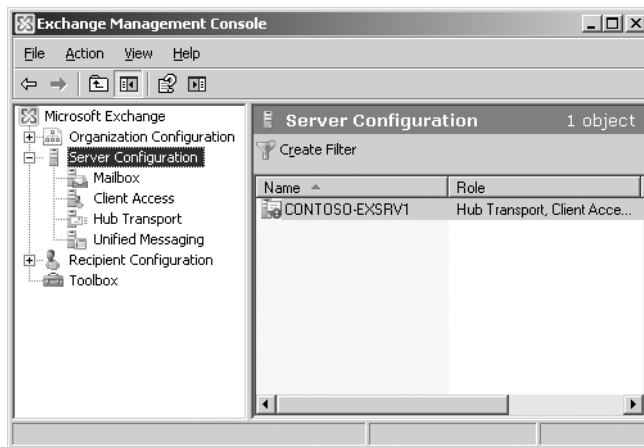 Exchange Management Console
File Action View Help
Microsoft Exchange
Organization Configuration
Server Configuration
Mailbox
Client Access
Hub Transport
Unified Messaging
Recipient Configuration
Toolbox
Server Configuration 1 object
Create Filter
Name Role
CONTOSO-EXSRV1 Hub Transport, Client Acce...